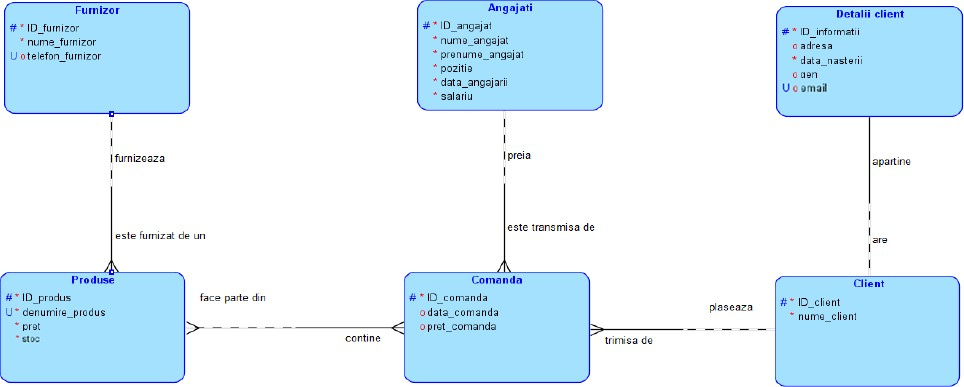 Furnizor
# * ID_furnizor
* nume_furnizor
U o telefon_furnizor
Angajati
# * ID_angajat
* nume_angajat
* prenume_angajat
* pozitie
* data_angajarii
* salariu
Detalii client
# * ID_informatii
o adresa
* data_nasterii
o gen
U o email
furnizeaza
este furnizat de un
preia
este transmisa de
apartine
are
Produse
# * ID_produs
U * denumire_produs
* pret
* stoc
face parte din
contine
Comanda
# * ID_comanda
o data_comanda
o pret_comanda
plaseaza
trimisa de
Client
# * ID_client
* nume_client